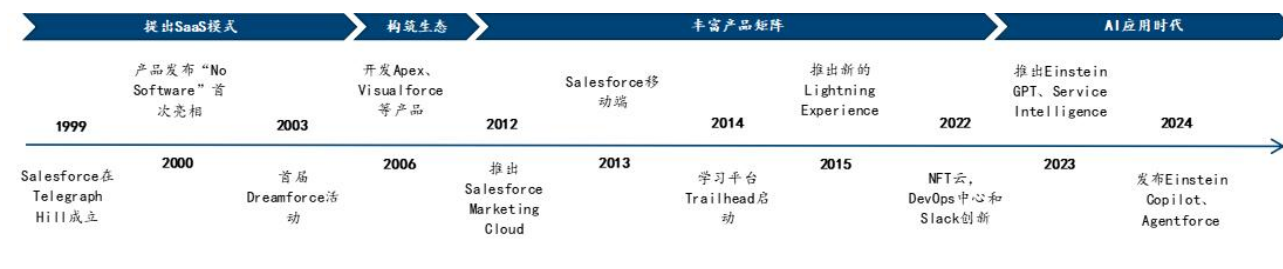 提出SaaS模式
构筑生态
丰富产品矩阵
AI应用时代
产品发布“No
Software”首
次亮相
开发Apex、
Visualforce
等产品
Salesforce移
动端
推出新的
Lightning
Experience
推出Einstein
GPT、Service
Intelligence
1999
2003
2012
2014
2022
2024
2000
2006
2013
2015
2023
Salesforce在
Telegraph
Hill成立
首届
Dreamforce活
动
推出
Salesforce
Marketing
Cloud
学习平台
Trailhead启
动
NFT云，
DevOps中心和
Slack创新
发布Einstein
Copilot、
Agentforce